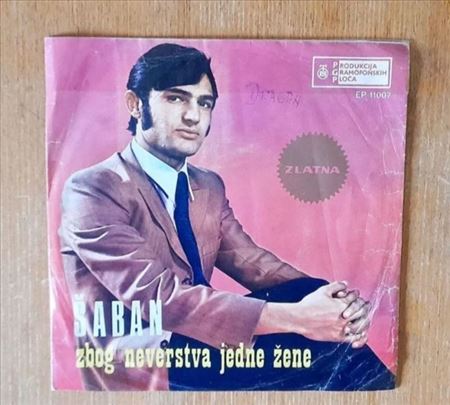 PRODUKCIJA
GRAMOFONSKIH
PLOČA
EP 11007
ZLATNA
ŠABAN
zbog neverstva jedne žene